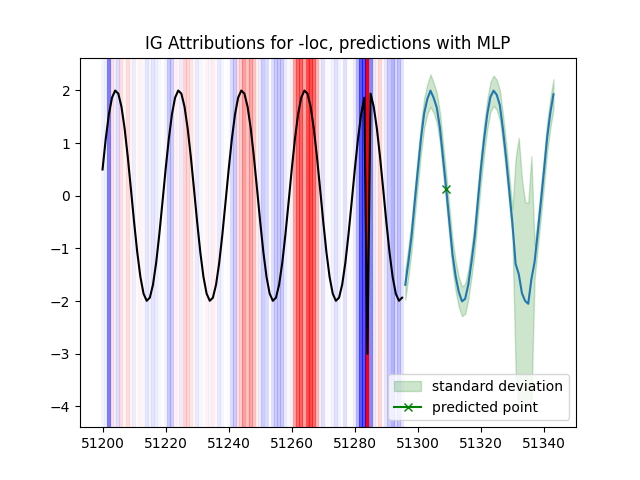 IG Attributions for -loc, predictions with MLP
2
1
0
−1
−2
−3
−4
standard deviation
predicted point
51200 51220 51240 51260 51280 51300 51320 51340